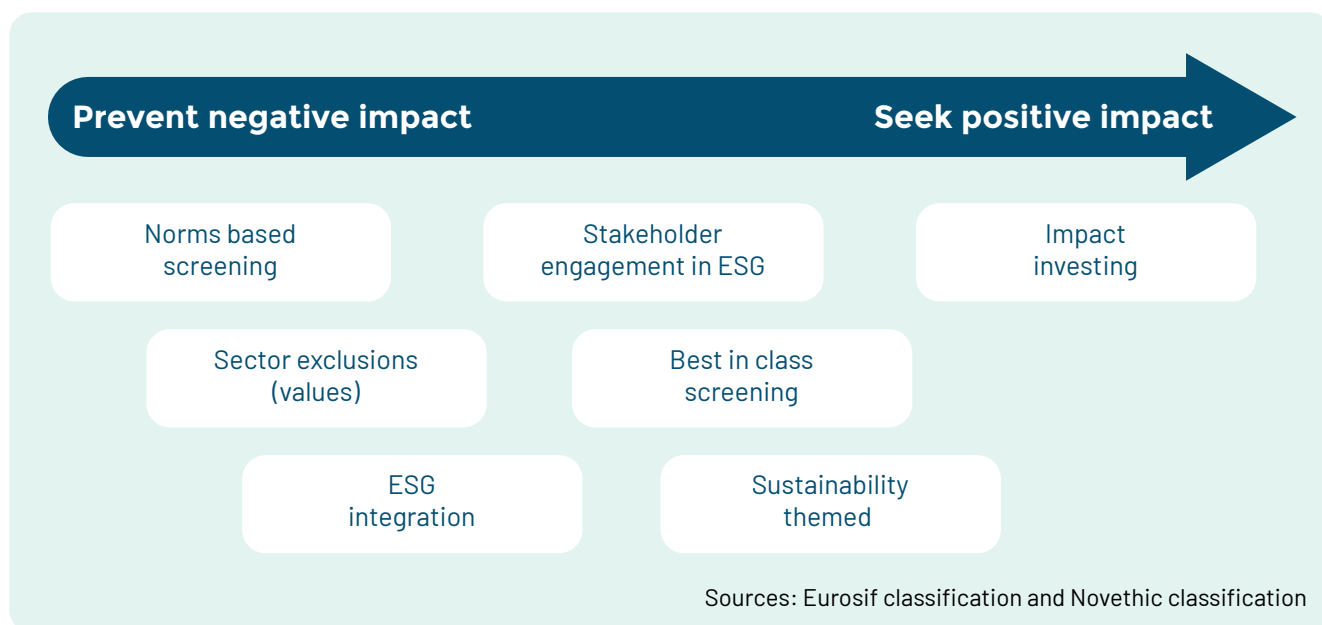 Prevent negative impact
Seek positive impact
Norms based
screening
Stakeholder
engagement in ESG
Impact
investing
Sector exclusions
(values)
Best in class
screening
ESG
integration
Sustainability
themed
Sources: Eurosif classification and Novethic classification